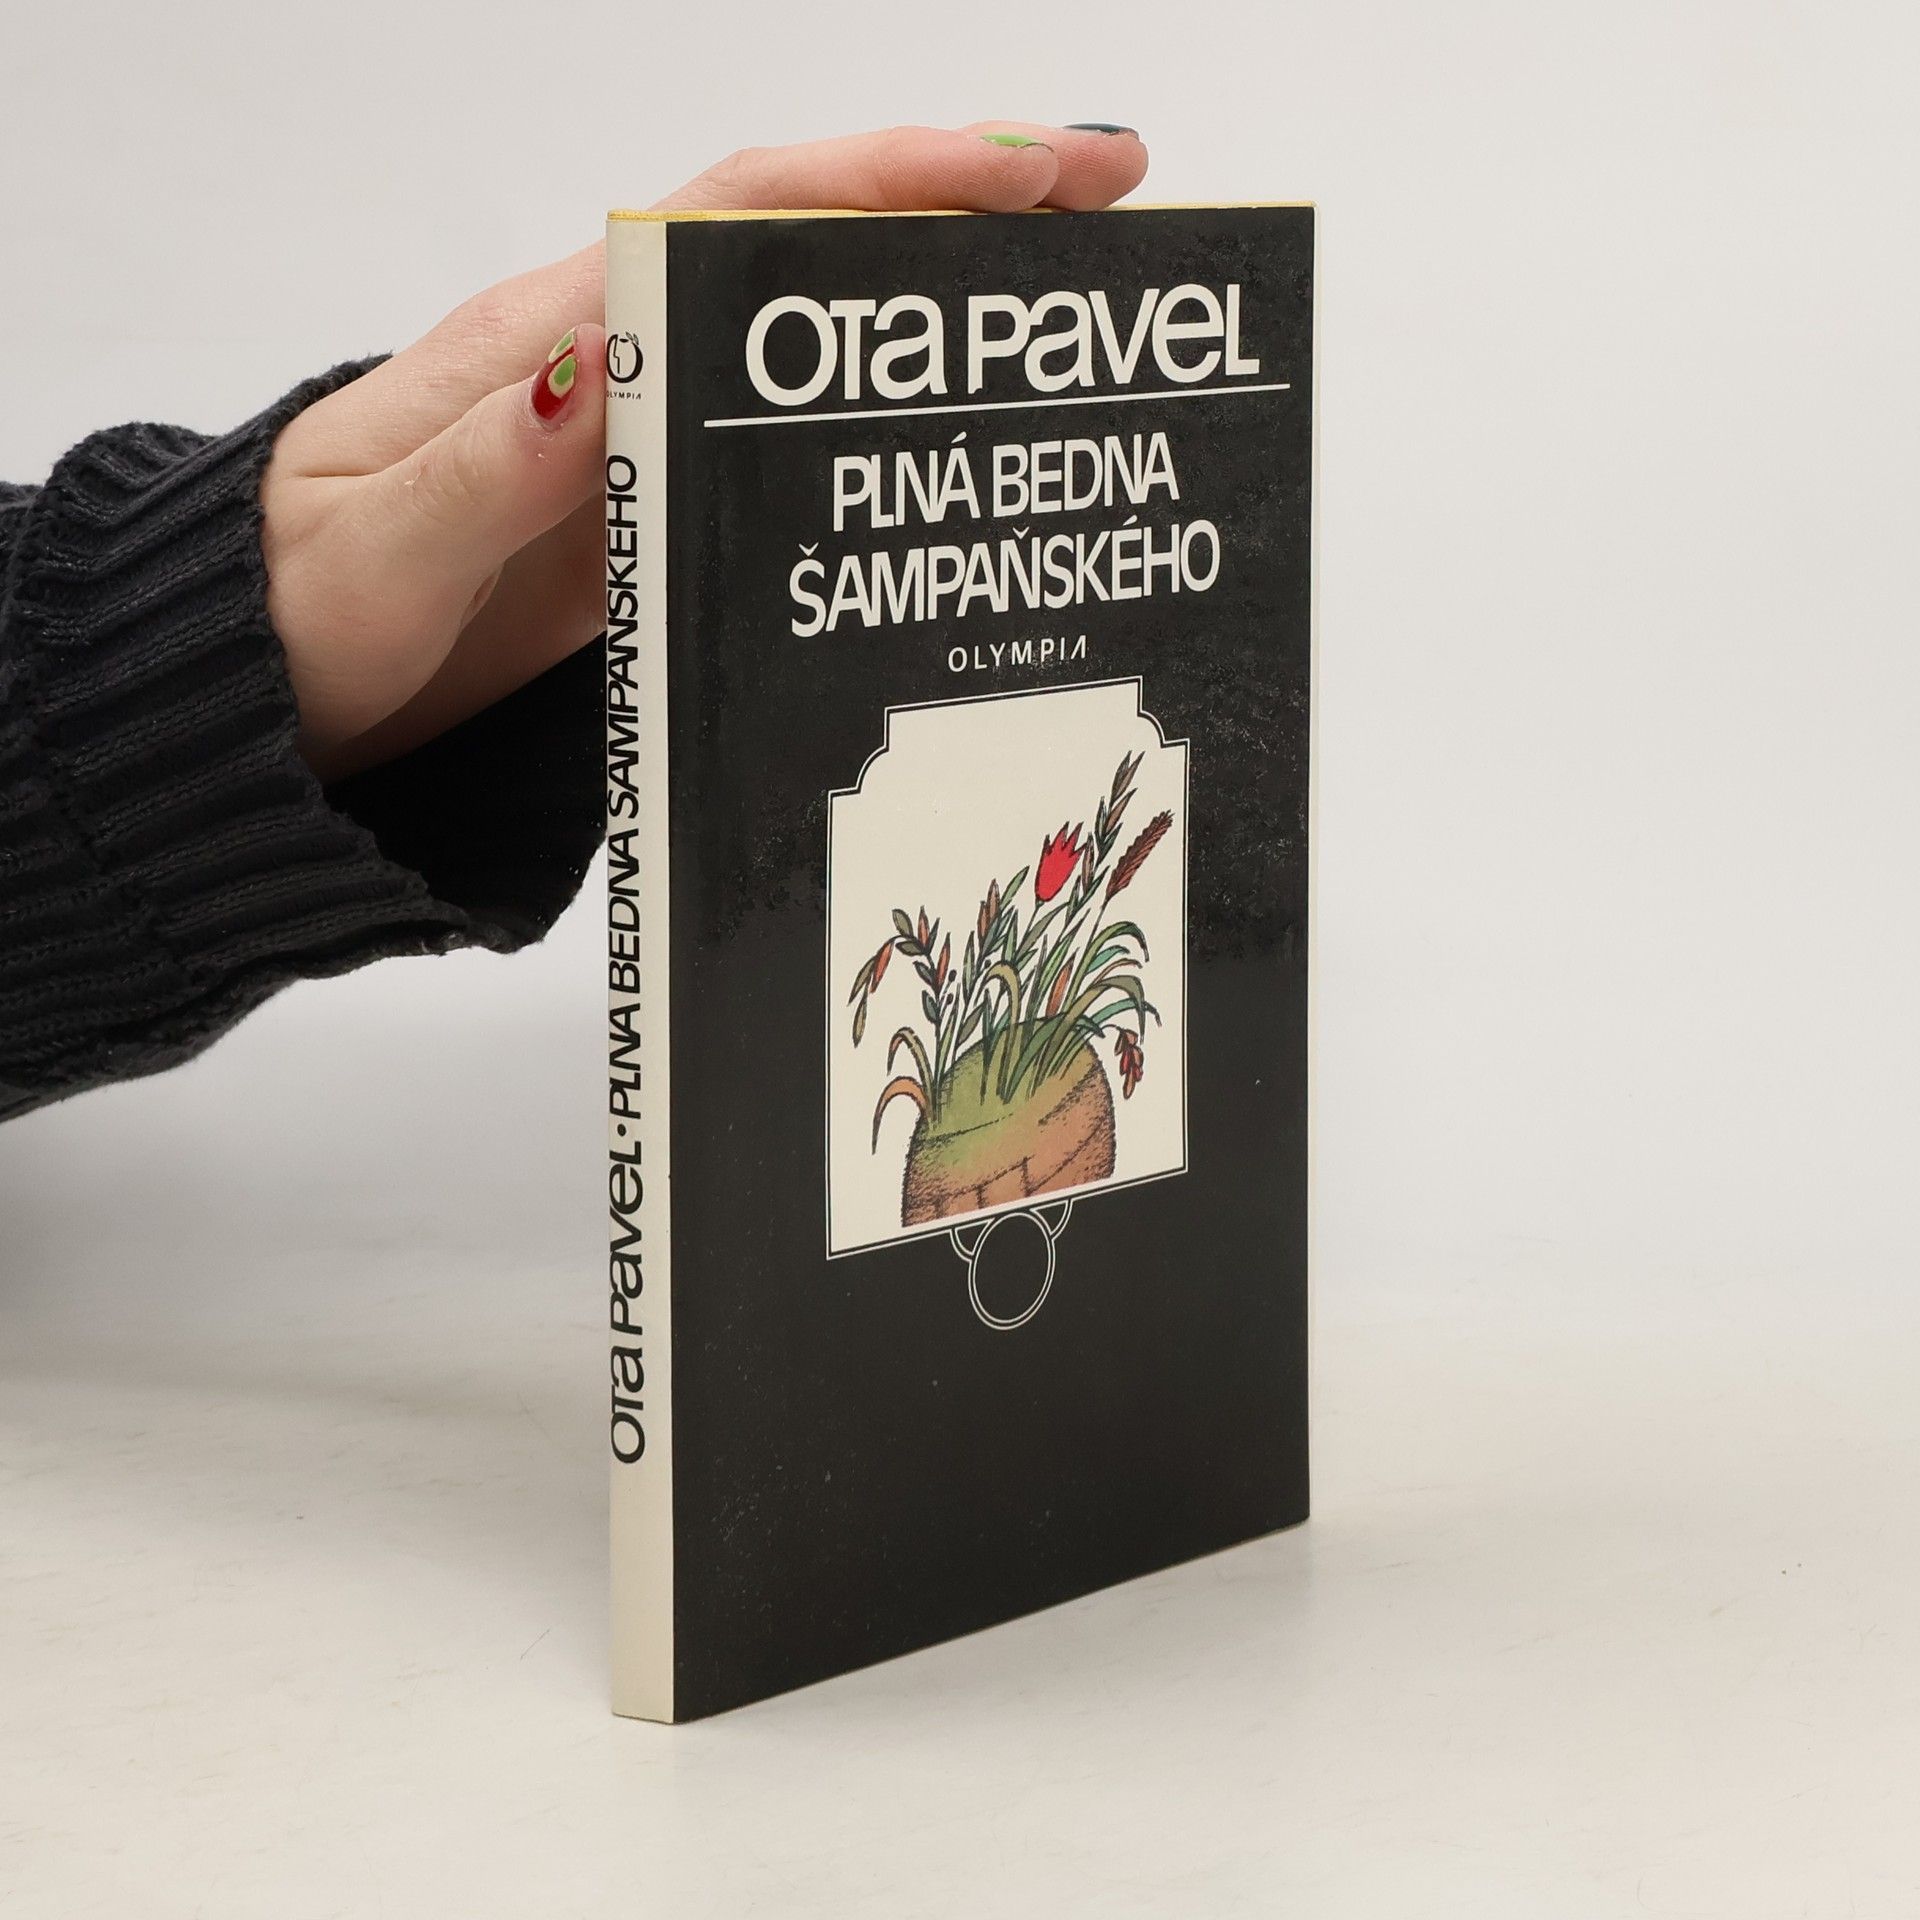 OTA PAVEL
PLNÁ BEDNA
ŠAMPAŇSKÉHO
OLYMPIA
OLYMPIA
OTA PAVEL • PLNÁ BEDNA ŠAMPAŇSKÉHO